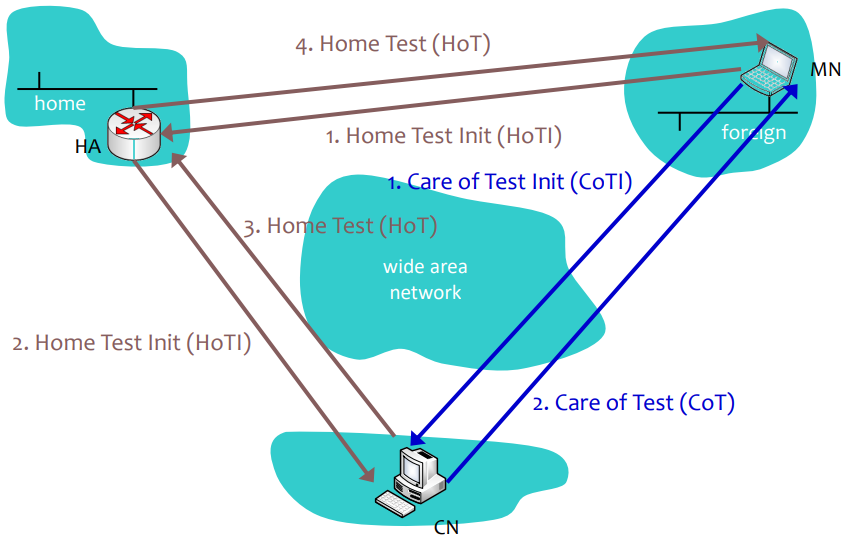 4. Home Test (HoT)
MN
home
HA
1. Home Test Init (HoTI)
foreign
1. Care of Test Init (CoTI)
3. Home Test (HoT)
wide area
network
2. Home Test Init (HoTI)
2. Care of Test (CoT)
CN